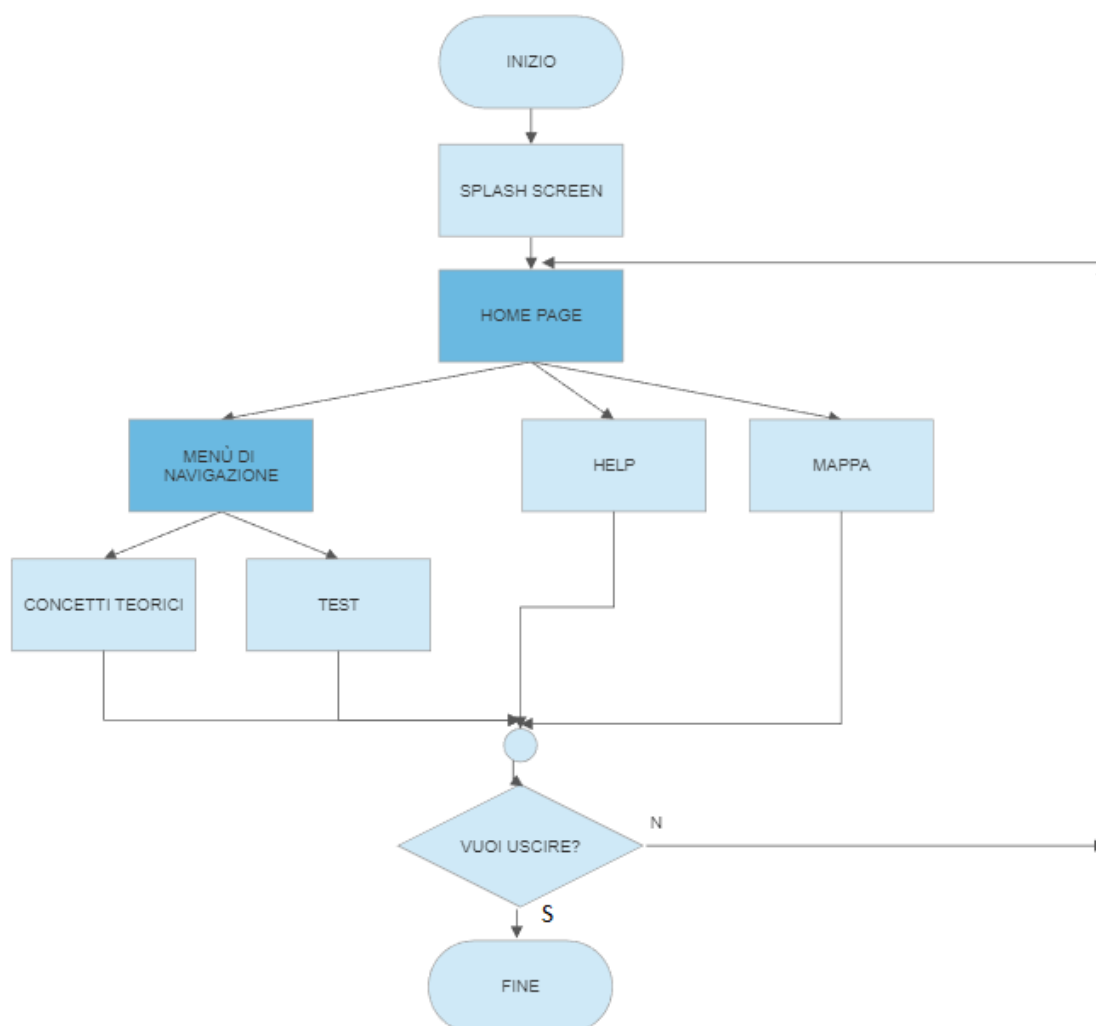 INIZIO
SPLASH SCREEN
HOME PAGE
MENÙ DI
NAVIGAZIONE
HELP
MAPPA
CONCETTI TEORICI
TEST
VUOI USCIRE?
N
S
FINE